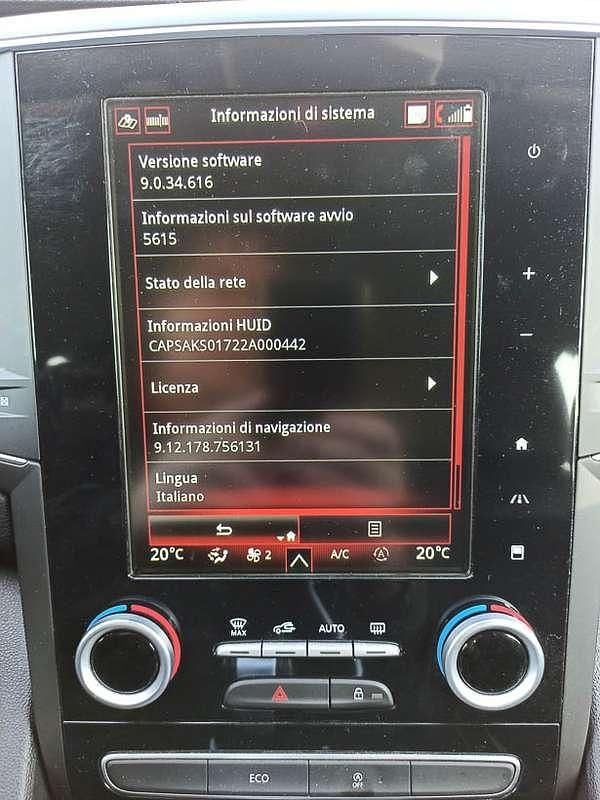 Informazioni di sistema
Versione software
9.0.34.616
Informazioni sul software avvio
5615
Stato della rete
Informazioni HUID
CAPSAKS01722A000442
Licenza
Informazioni di navigazione
9.12.178.756131
Lingua
Italiano
20°C 2 A/C A 20°C
MAX AUTO
ECO A OFF